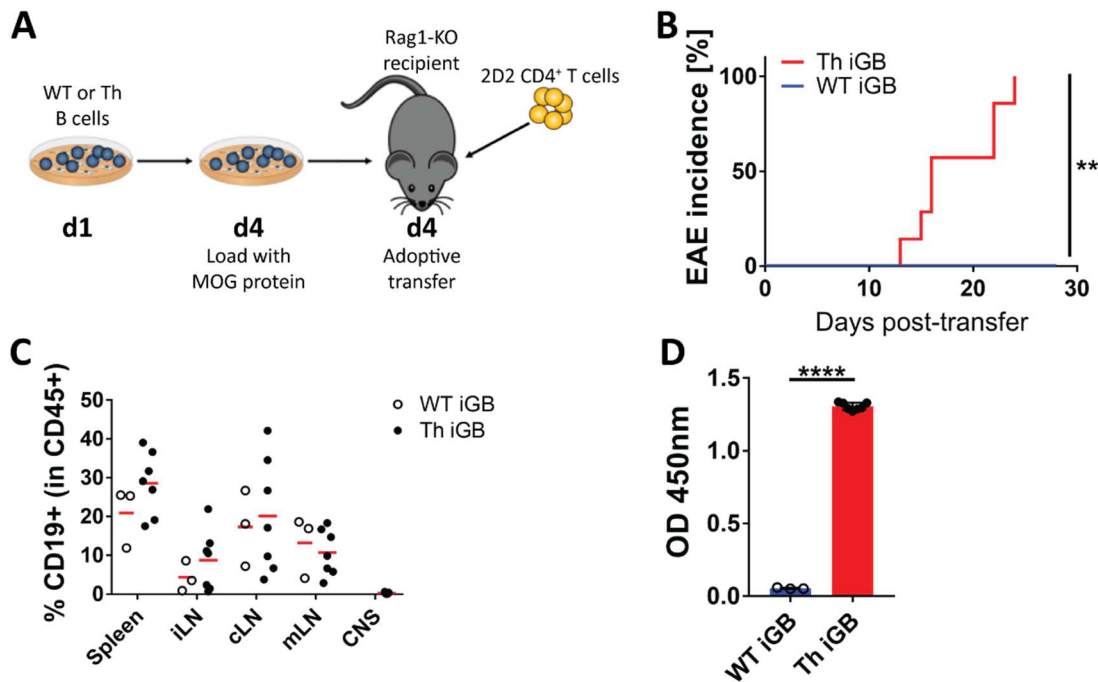 A
Rag1-KO
recipient
2D2 CD4⁺ T cells
WT or Th
B cells
d1
d4
d4
Load with
MOG protein
Adoptive
transfer
B
Th iGB
WT iGB
EAE incidence [%]
100
50
0
0
10
20
30
Days post-transfer
**
C
% CD19+ (in CD45+)
50
40
30
20
10
0
WT iGB
Th iGB
Spleen
iLN
cLN
mLN
CNS
D
OD 450nm
1.5
1.0
0.5
0.0
****
WT iGB
Th iGB